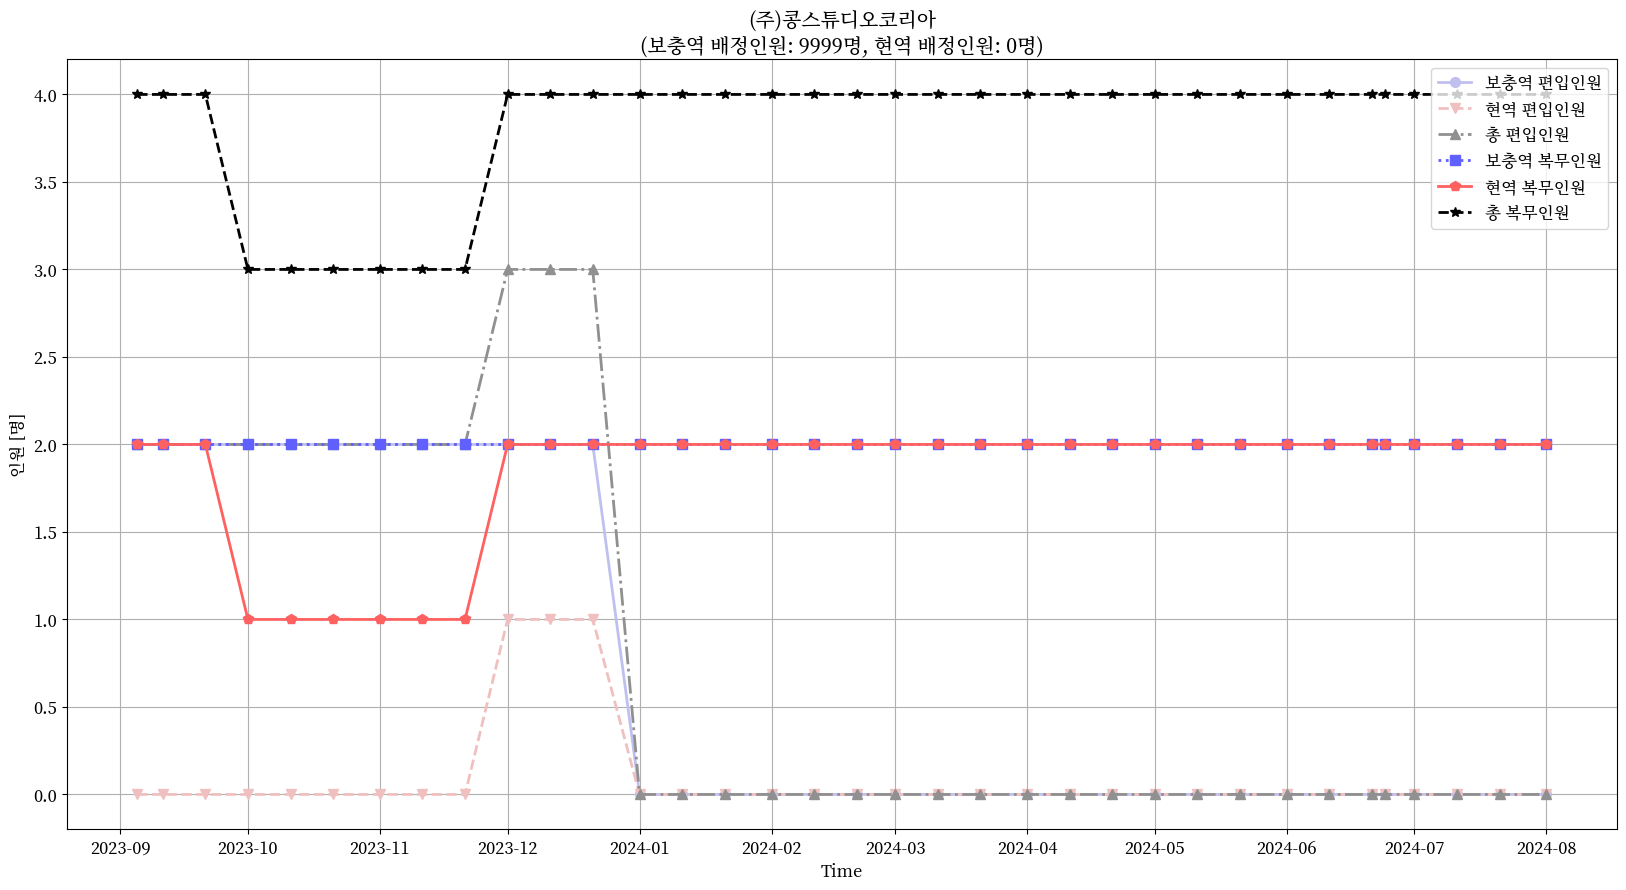 (주)콩스튜디오코리아
(보충역 배정인원: 9999명, 현역 배정인원: 0명)
보충역 편입인원
현역 편입인원
총 편입인원
보충역 복무인원
현역 복무인원
총 복무인원
인원 [명]
4.0
3.5
3.0
2.5
2.0
1.5
1.0
0.5
0.0
2023-09 2023-10 2023-11 2023-12 2024-01 2024-02 2024-03 2024-04 2024-05 2024-06 2024-07 2024-08
Time